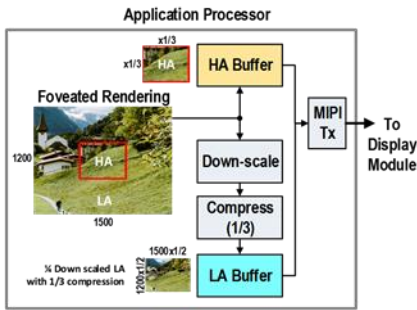 Application Processor
x1/3
x1/3
HA
HA Buffer
Foveated Rendering
MIPI
Tx
To
Display
Module
HA
1200
Down-scale
LA
1500
Compress
(1/3)
1500x1/2
¼ Down scaled LA
with 1/3 compression
1200x1/2
LA Buffer